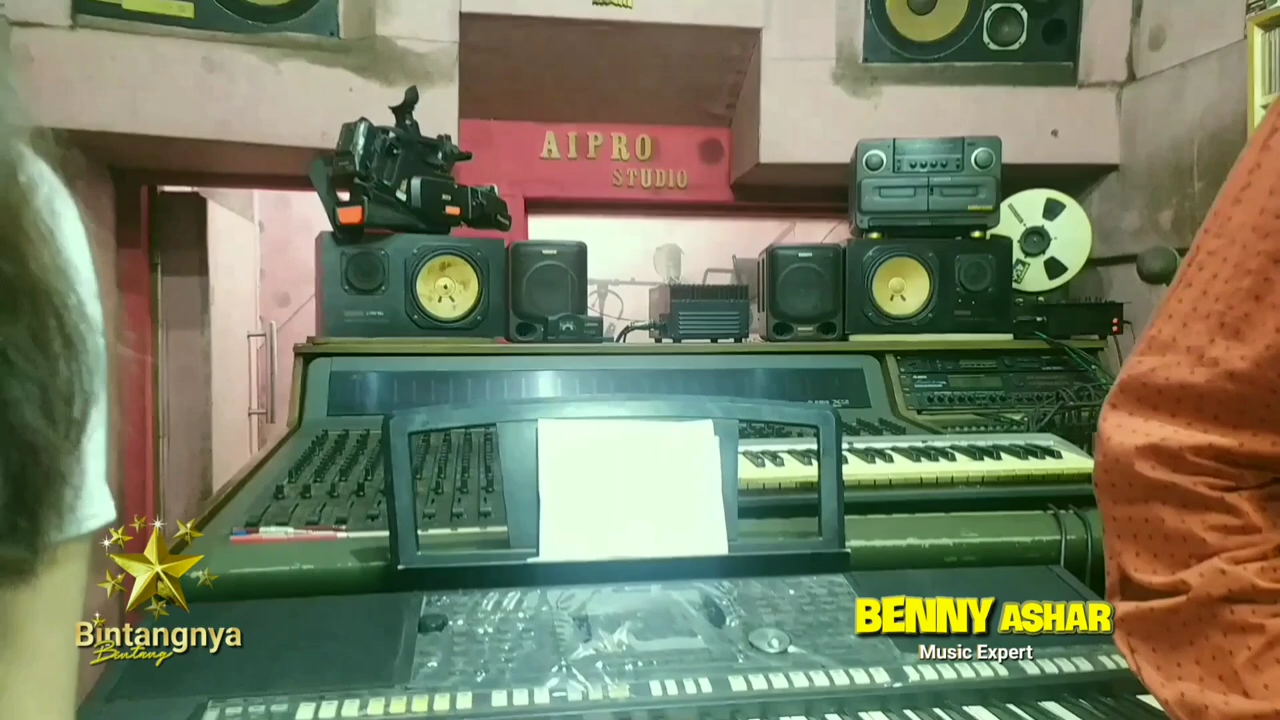 AIPRO
STUDIO
Bintangnya
Bintang
BENNY ASHAR
Music Expert